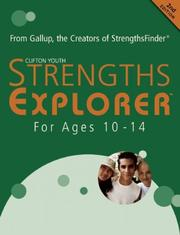 2nd
EDITION
From Gallup, the Creators of StrengthsFinder®
CLIFTON YOUTH
STRENGTHS
EXPLORER™
For Ages 10-14